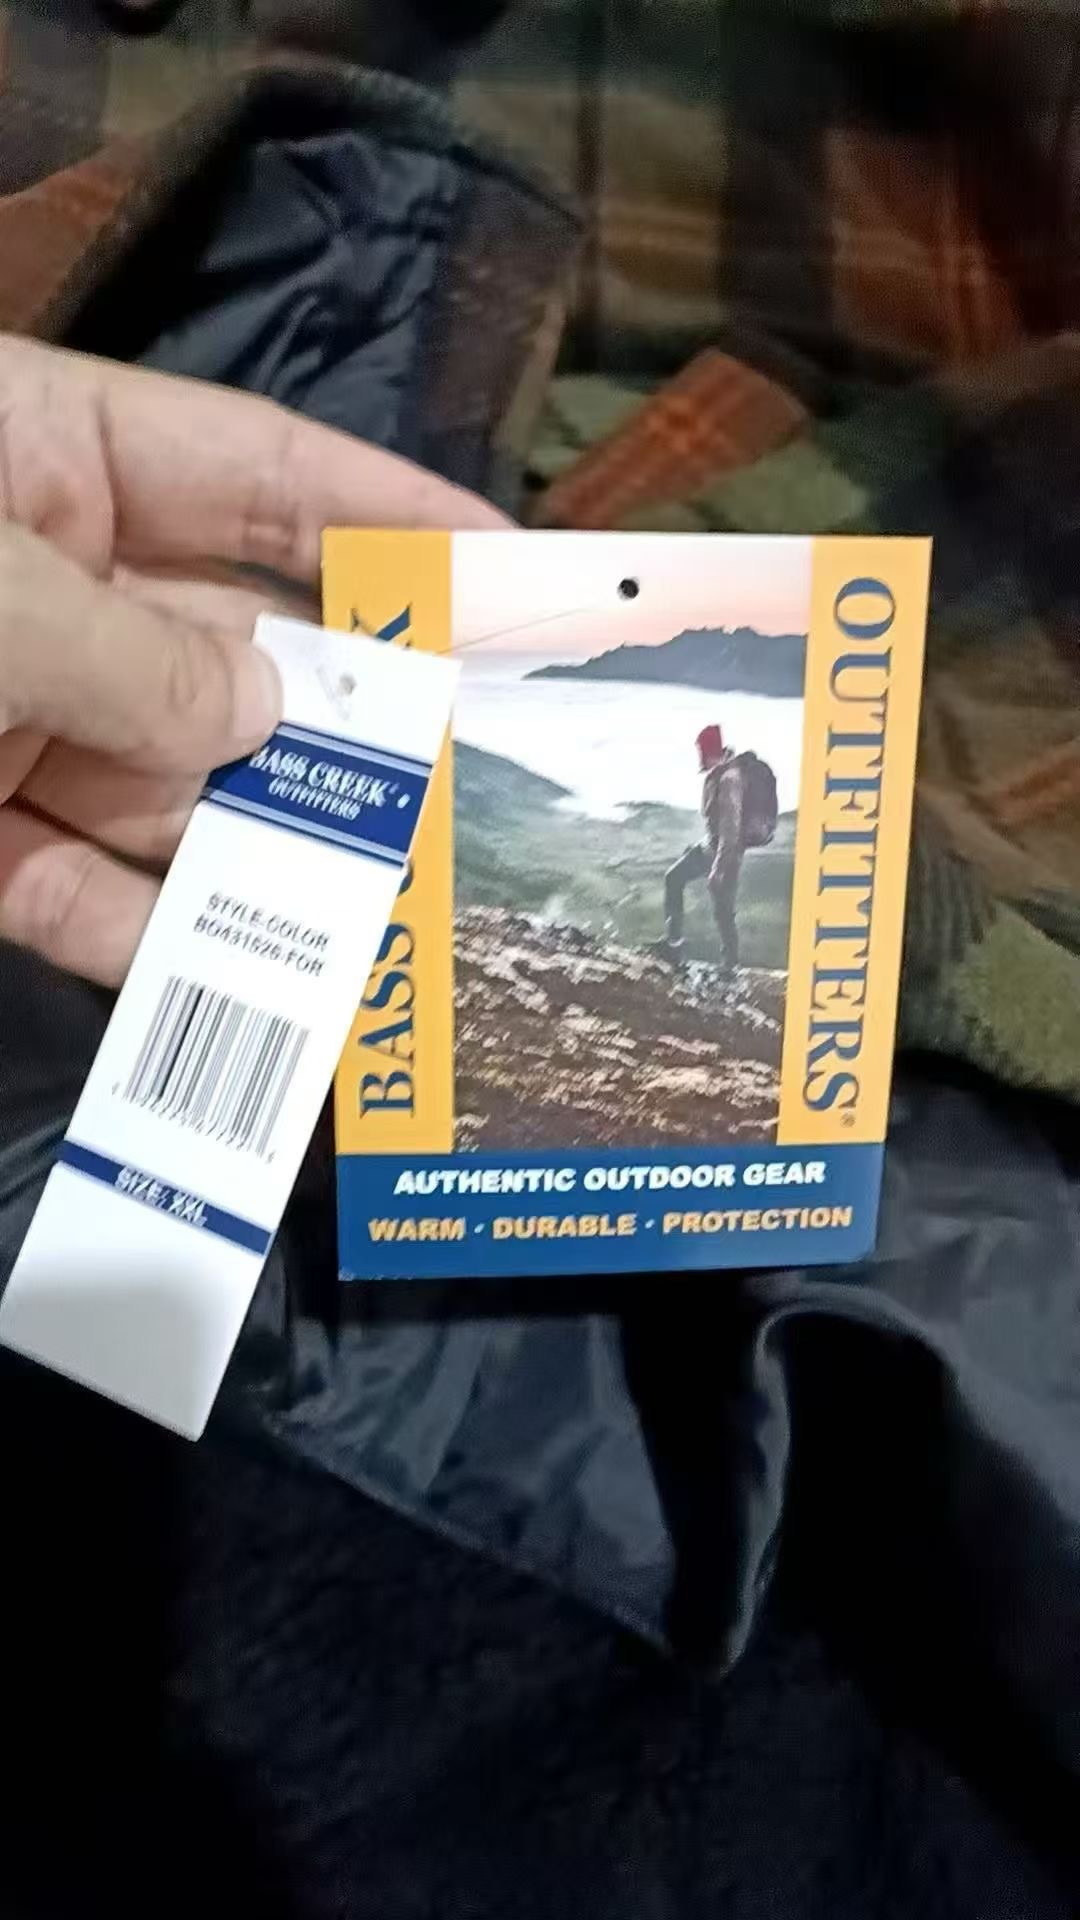 BASS CREEK
OUTFITTERS
STYLE-COLOR
SIZE: XXL
BASS
OUTFITTERS®
AUTHENTIC OUTDOOR GEAR
WARM · DURABLE · PROTECTION